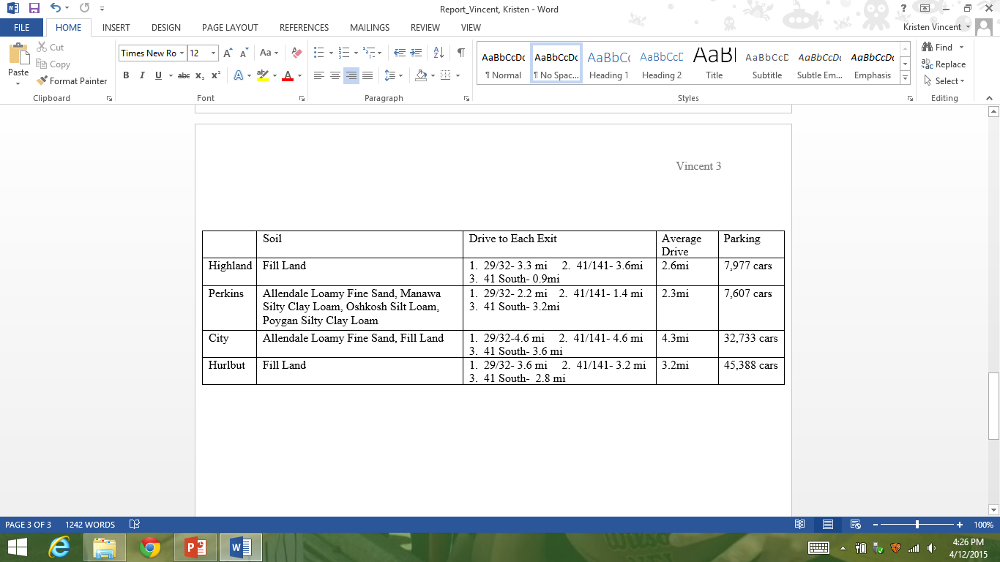 Report_Vincent, Kristen - Word
?
FILE HOME INSERT DESIGN PAGE LAYOUT REFERENCES MAILINGS REVIEW VIEW Kristen Vincent
Paste
Cut
Copy
Format Painter
Clipboard
Times New Ro 12
B I U abc x₂ x²
Font
Paragraph
AaBbCcDc AaBbCcDc AaBbCc AaBbCcD AaB AaBbCcD AaBbCcDc AaBbCcDc
¶ Normal ¶ No Spac... Heading 1 Heading 2 Title Subtitle Subtle Em... Emphasis
Styles
Find
Replace
Select
Editing
Vincent 3
Soil Drive to Each Exit Average Drive Parking
Highland Fill Land 1. 29/32- 3.3 mi 2. 41/141- 3.6mi 2.6mi 7,977 cars
3. 41 South- 0.9mi
Perkins Allendale Loamy Fine Sand, Manawa 1. 29/32- 2.2 mi 2. 41/141- 1.4 mi 2.3mi 7,607 cars
Silty Clay Loam, Oshkosh Silt Loam, 3. 41 South- 3.2mi
Poygan Silty Clay Loam
City Allendale Loamy Fine Sand, Fill Land 1. 29/32-4.6 mi 2. 41/141- 4.6 mi 4.3mi 32,733 cars
3. 41 South- 3.6 mi
Hurlbut Fill Land 1. 29/32- 3.6 mi 2. 41/141- 3.2 mi 3.2mi 45,388 cars
3. 41 South- 2.8 mi
PAGE 3 OF 3 1242 WORDS 100%
4:26 PM
4/12/2015